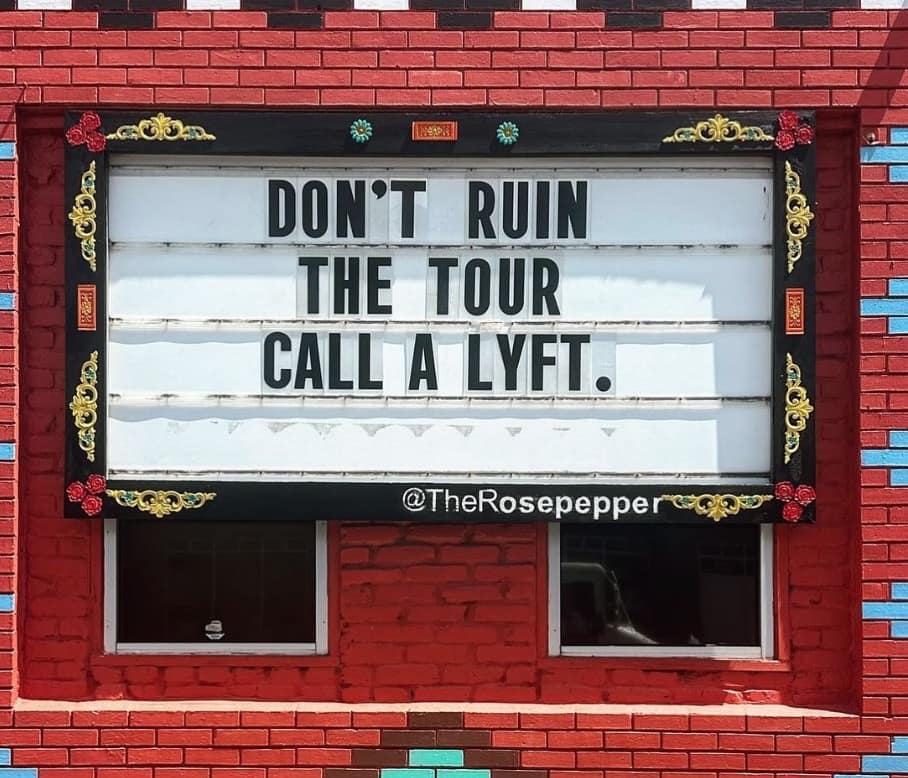 DON'T RUIN
THE TOUR
CALL A LYFT.
@TheRosepepper